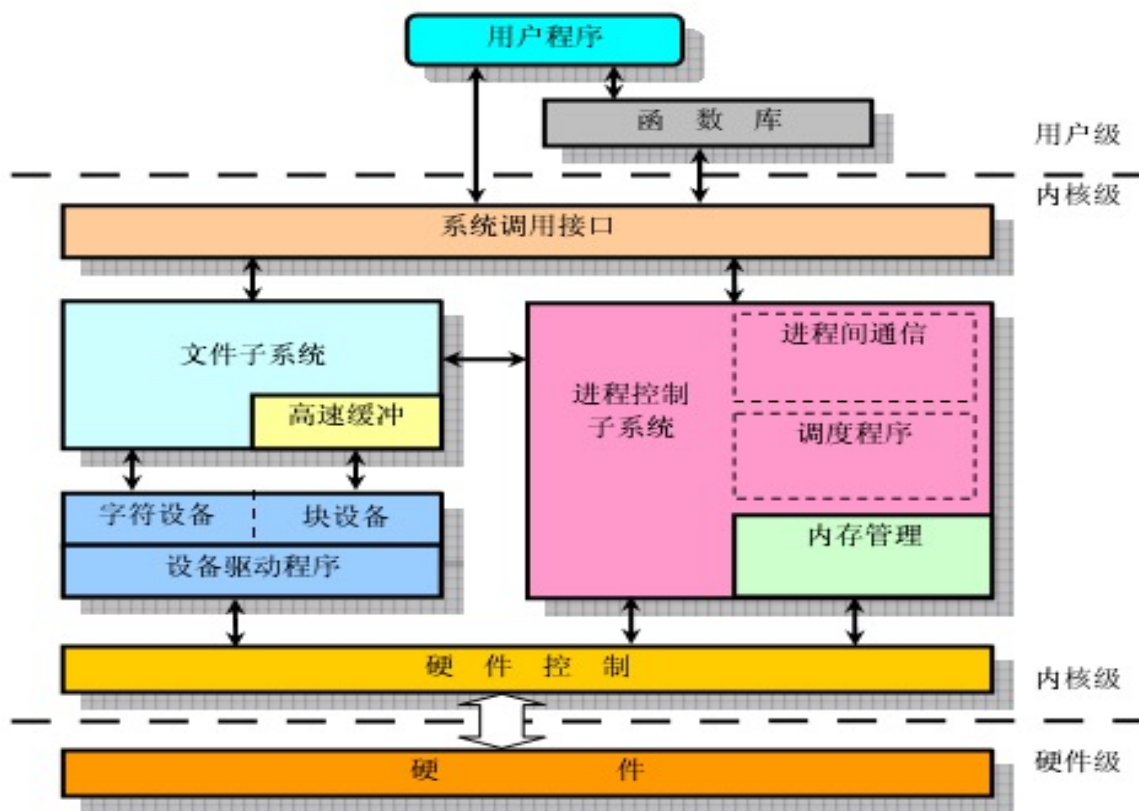 用户程序
函 数 库
用户级
内核级
系统调用接口
文件子系统
高速缓冲
进程控制
子系统
进程间通信
调度程序
内存管理
字符设备
块设备
设备驱动程序
硬 件 控 制
内核级
硬 件
硬件级